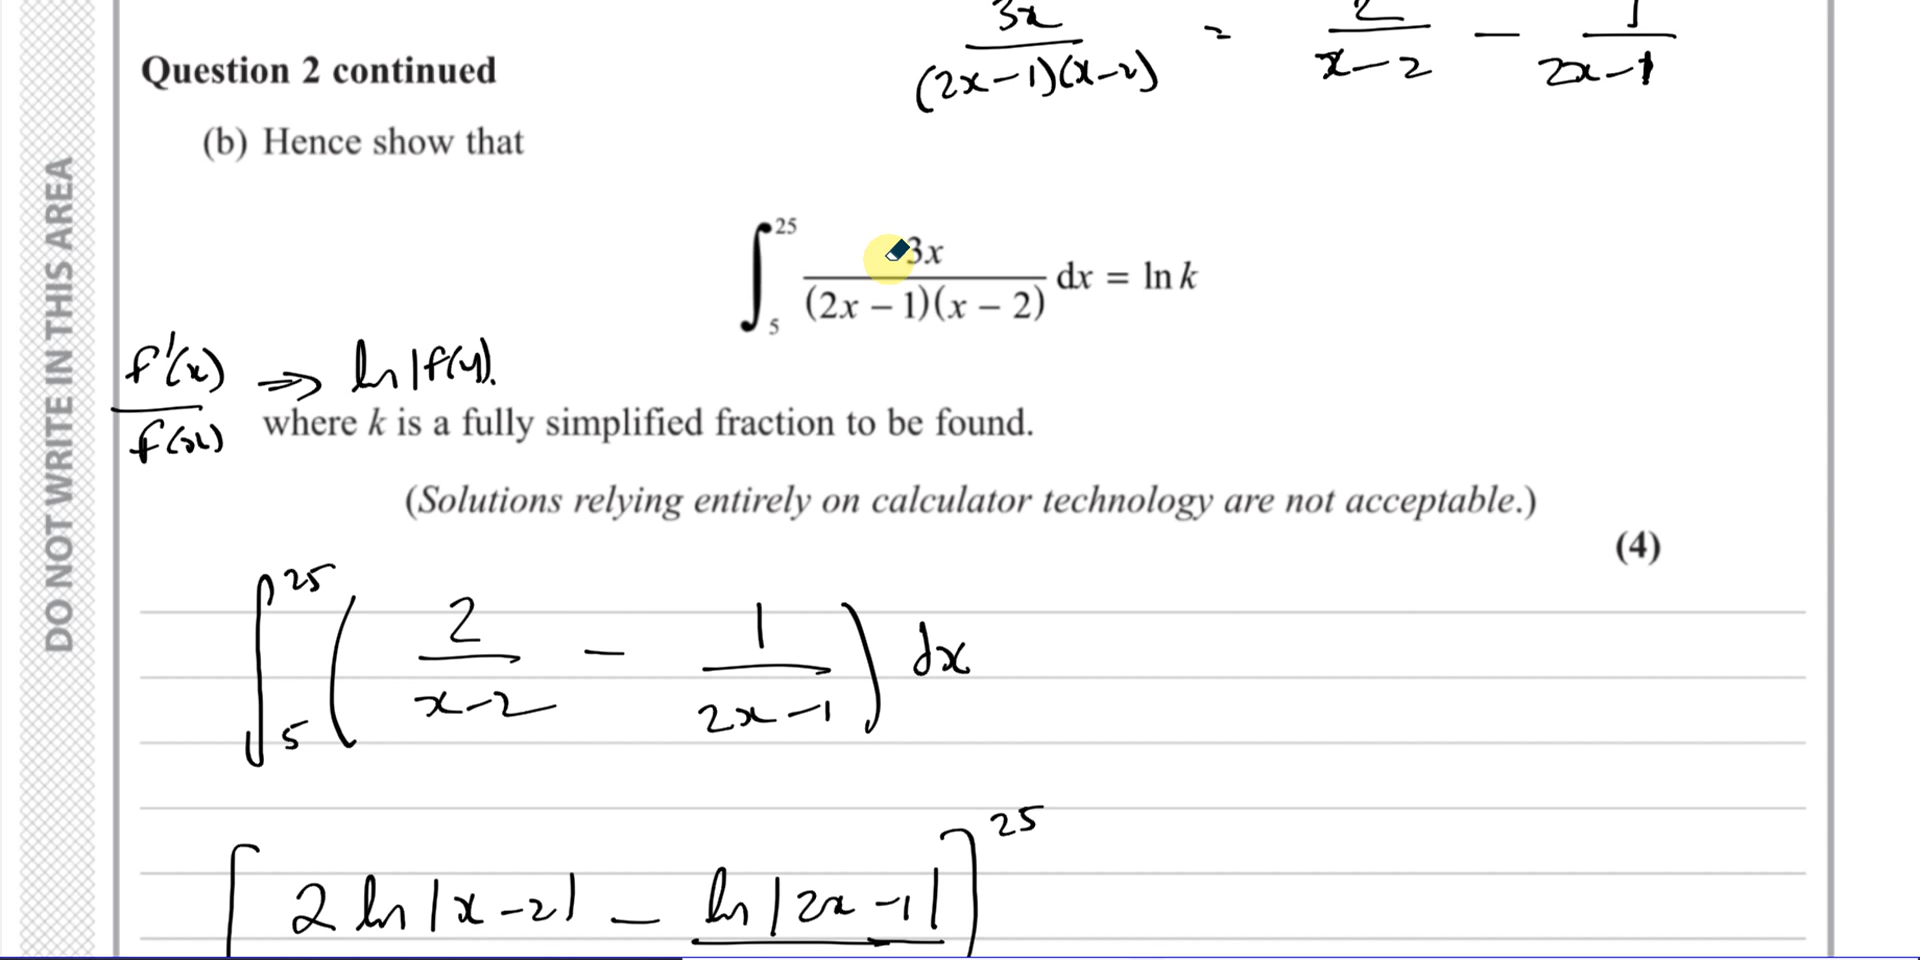 3x/((2x-1)(x-2)) = 2/(x-2) - 1/(2x-1)
Question 2 continued
(b) Hence show that
∫₅²⁵ 3x/((2x – 1)(x – 2)) dx = ln k
f'(x)/f(x) ⇒ ln|f(x)|.
where k is a fully simplified fraction to be found.
(Solutions relying entirely on calculator technology are not acceptable.)
(4)
∫₅²⁵ ( 2/(x-2) - 1/(2x-1) ) dx
[ 2 ln|x-2| - ln|2x-1| ]²⁵
DO NOT WRITE IN THIS AREA